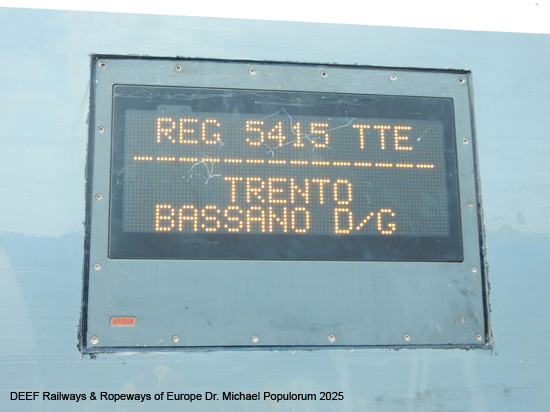 REG 5415 TTE
TRENTO
BASSANO D/G
DEEF Railways & Ropeways of Europe Dr. Michael Populorum 2025